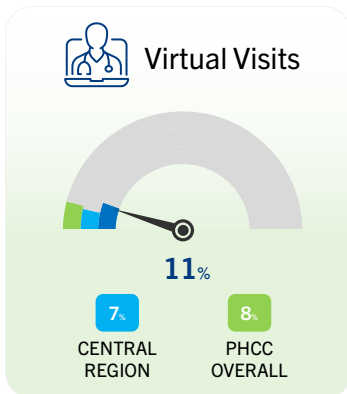 Virtual Visits
11%
7%
8%
CENTRAL
REGION
PHCC
OVERALL